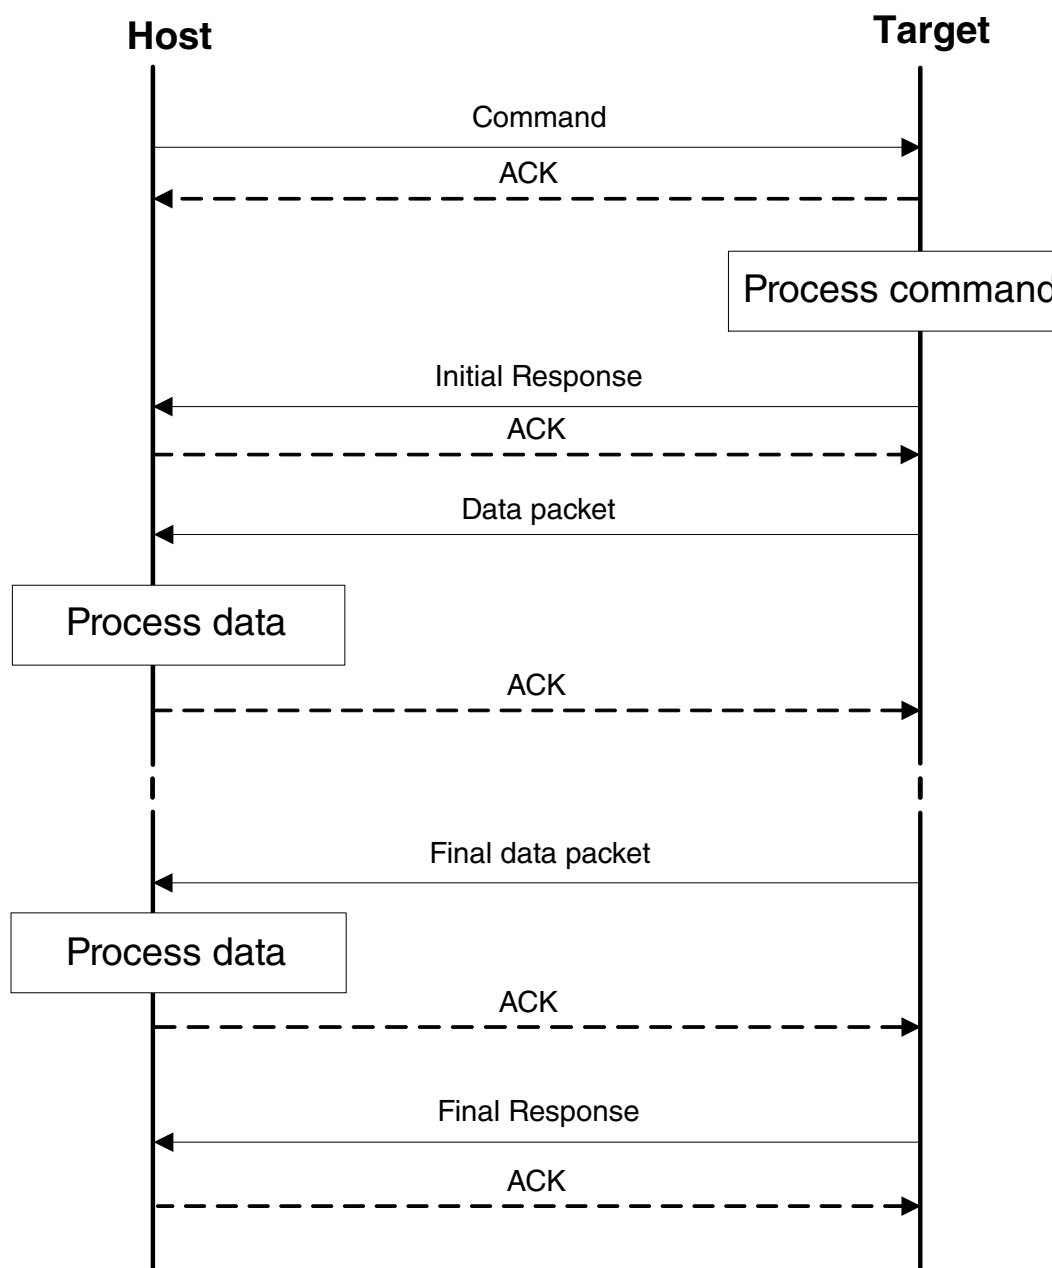 Host
Target
Command
ACK
Process command
Initial Response
ACK
Data packet
Process data
ACK
Final data packet
Process data
ACK
Final Response
ACK